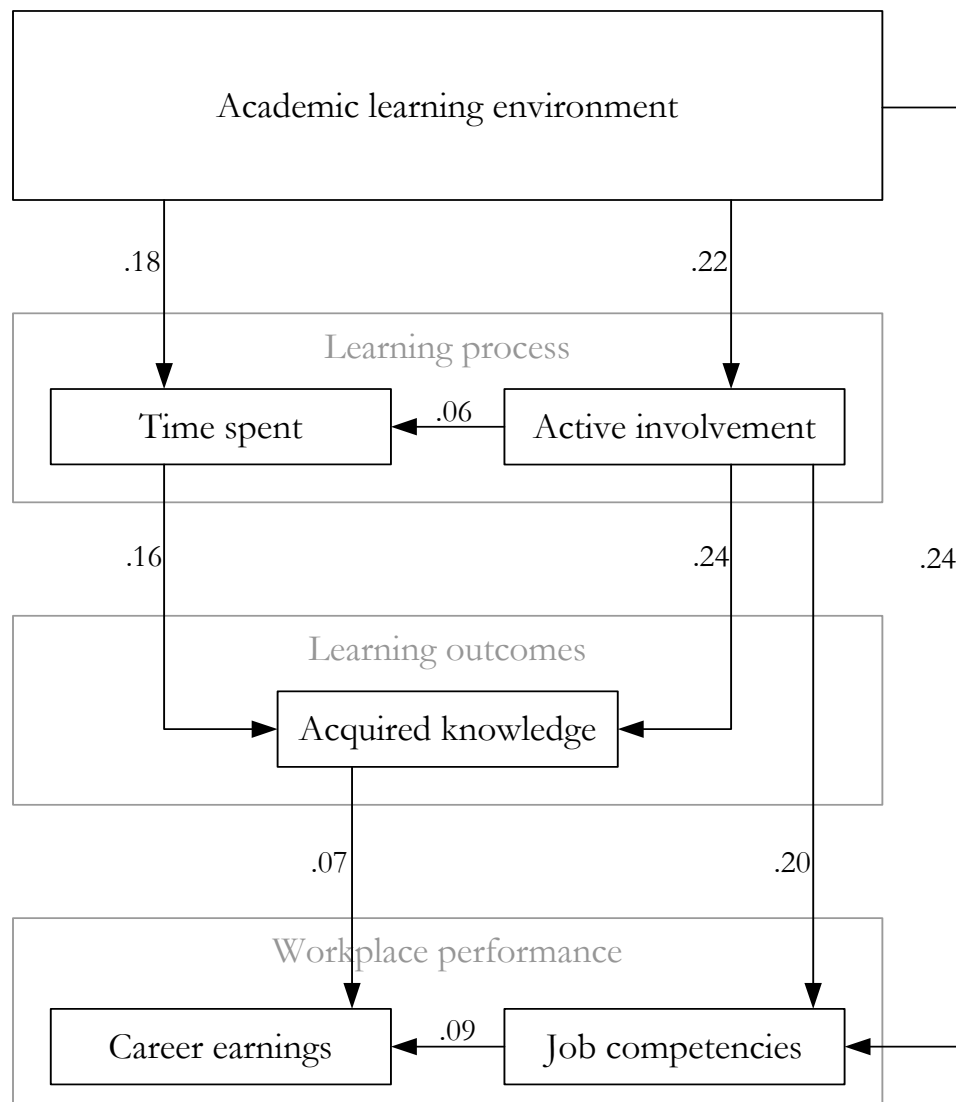 Academic learning environment
.18
.22
Learning process
Time spent
.06
Active involvement
.16
.24
.24
Learning outcomes
Acquired knowledge
.07
.20
Workplace performance
Career earnings
.09
Job competencies